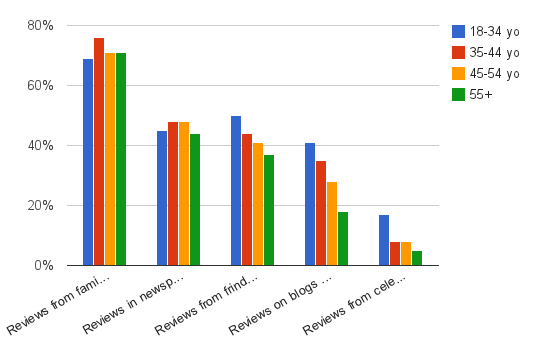 80%
60%
40%
20%
0%
18-34 yo
35-44 yo
45-54 yo
55+
Reviews from fami...
Reviews in newsp...
Reviews from frind...
Reviews on blogs ...
Reviews from cele...